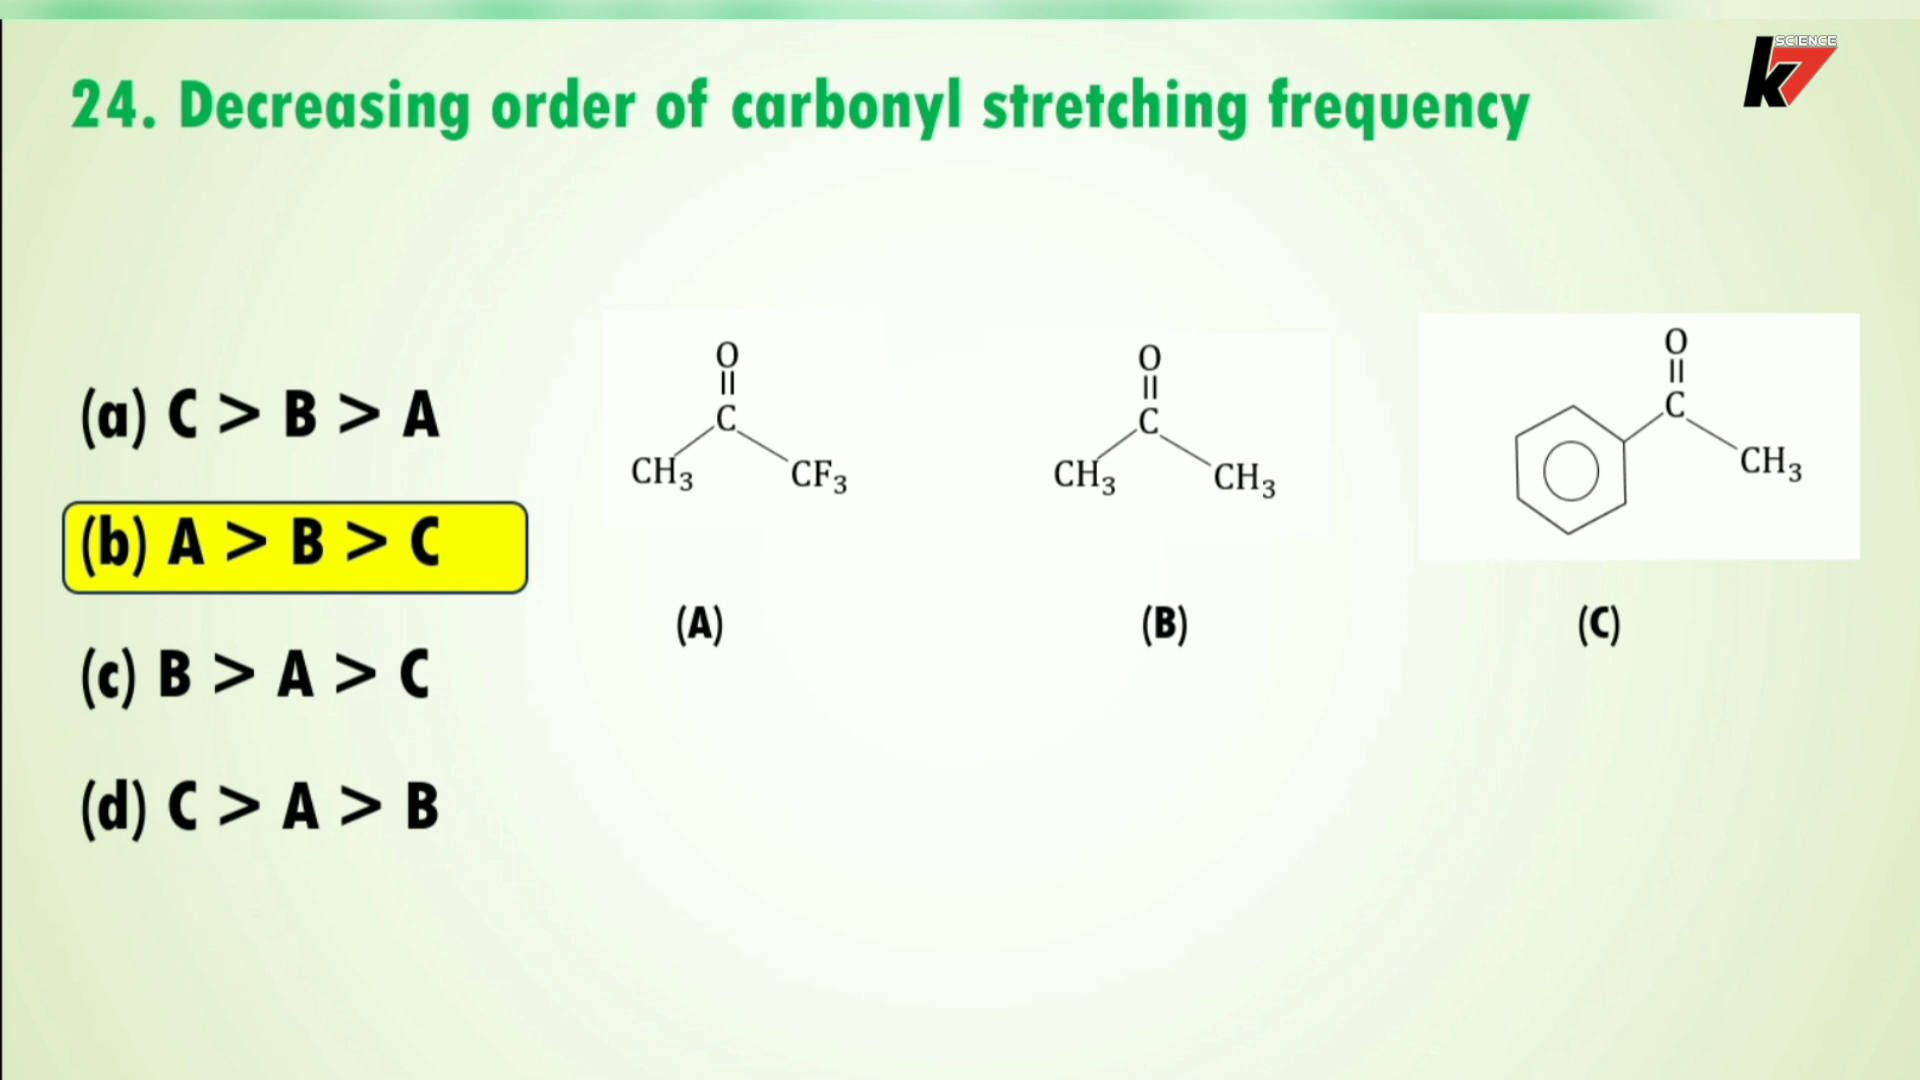 SCIENCE
k7
24. Decreasing order of carbonyl stretching frequency
(a) C > B > A
(b) A > B > C
(c) B > A > C
(d) C > A > B
O
C
CH3 CF3
(A)
O
C
CH3 CH3
(B)
O
C
CH3
(C)